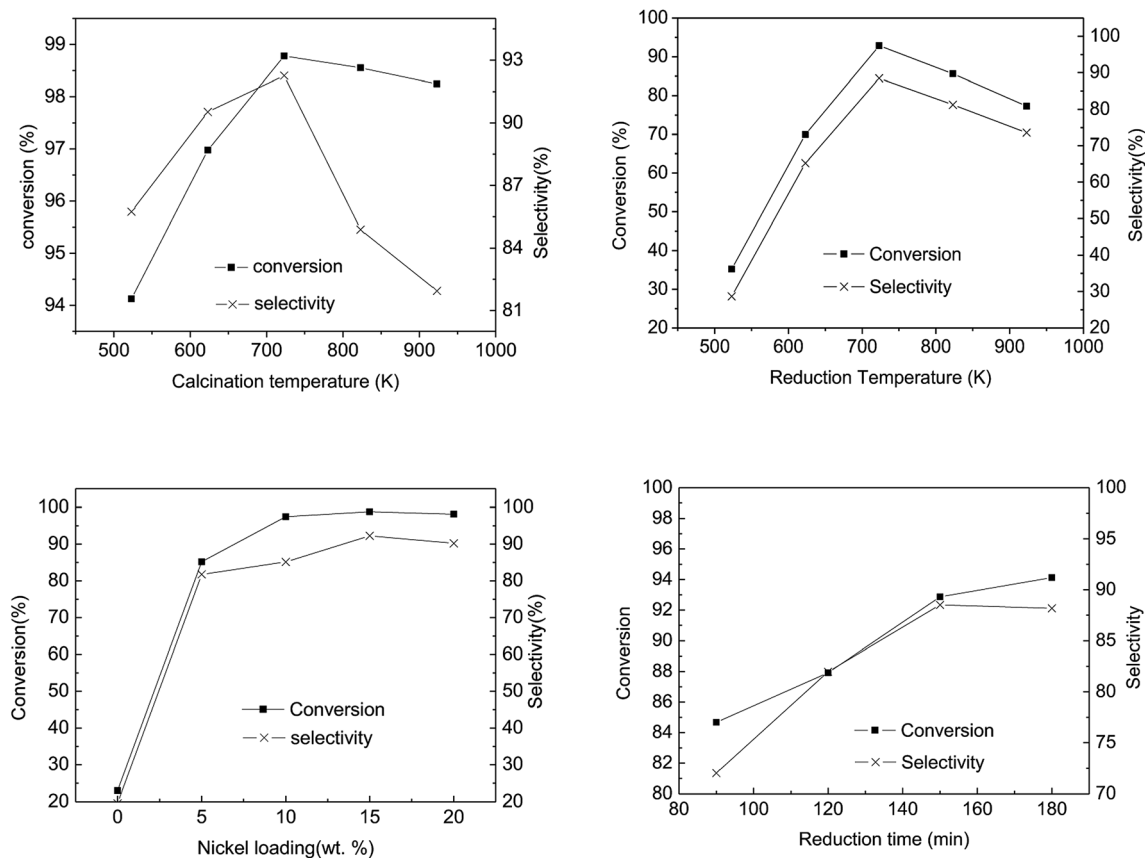 99
98
97
96
95
94
93
90
87
84
81
500 600 700 800 900 1000
conversion (%)
Selectivity(%)
conversion
selectivity
Calcination temperature (K)
100
90
80
70
60
50
40
30
20
100
90
80
70
60
50
40
30
20
500 600 700 800 900 1000
Conversion (%)
Selectivity(%)
Conversion
Selectivity
Reduction Temperature (K)
100
90
80
70
60
50
40
30
20
100
90
80
70
60
50
40
30
20
0 5 10 15 20
Conversion(%)
Selectivity(%)
Conversion
selectivity
Nickel loading(wt. %)
100
98
96
94
92
90
88
86
84
82
80
100
95
90
85
80
75
70
80 100 120 140 160 180
Conversion
Selectivity
Conversion
Selectivity
Reduction time (min)